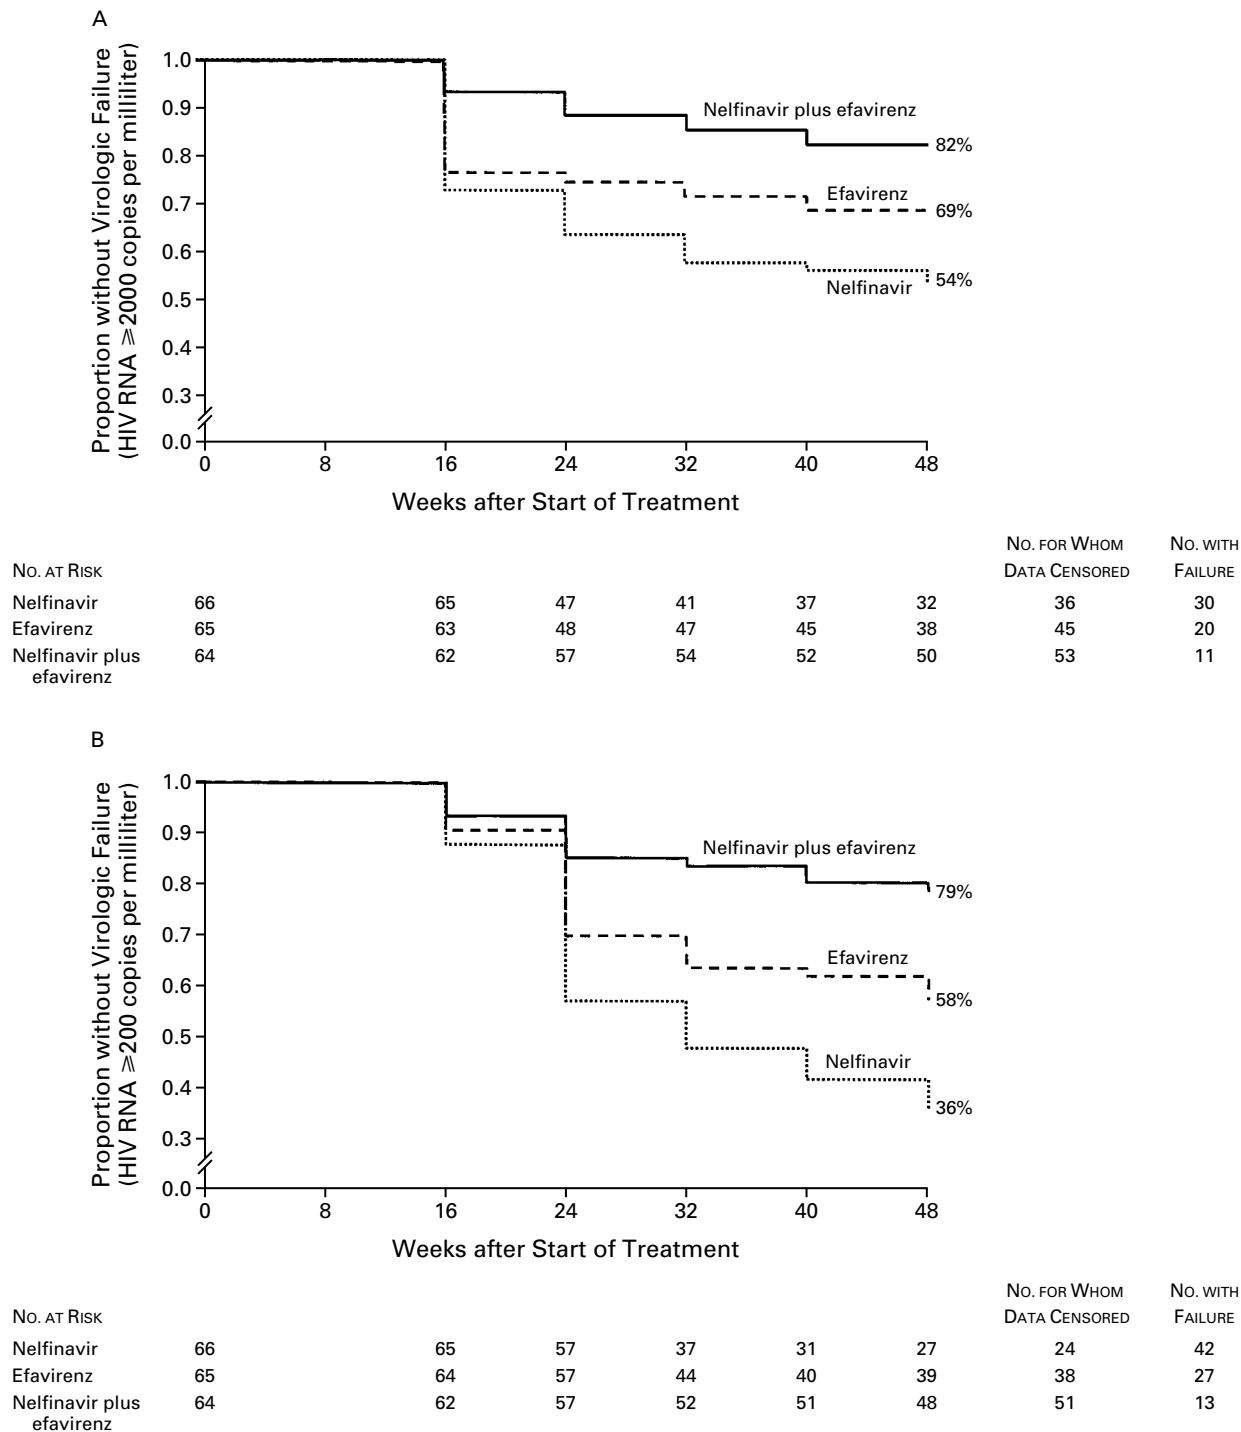 A
Proportion without Virologic Failure
(HIV RNA ⩾2000 copies per milliliter)
1.0
0.9
0.8
0.7
0.6
0.5
0.4
0.3
0.0
Nelfinavir plus efavirenz
82%
Efavirenz
69%
Nelfinavir
54%
0 8 16 24 32 40 48
Weeks after Start of Treatment
No. for Whom No. with
No. at Risk Data Censored Failure
Nelfinavir 66 65 47 41 37 32 36 30
Efavirenz 65 63 48 47 45 38 45 20
Nelfinavir plus 64 62 57 54 52 50 53 11
efavirenz
B
Proportion without Virologic Failure
(HIV RNA ⩾200 copies per milliliter)
1.0
0.9
0.8
0.7
0.6
0.5
0.4
0.3
0.0
Nelfinavir plus efavirenz
79%
Efavirenz
58%
Nelfinavir
36%
0 8 16 24 32 40 48
Weeks after Start of Treatment
No. for Whom No. with
No. at Risk Data Censored Failure
Nelfinavir 66 65 57 37 31 27 24 42
Efavirenz 65 64 57 44 40 39 38 27
Nelfinavir plus 64 62 57 52 51 48 51 13
efavirenz